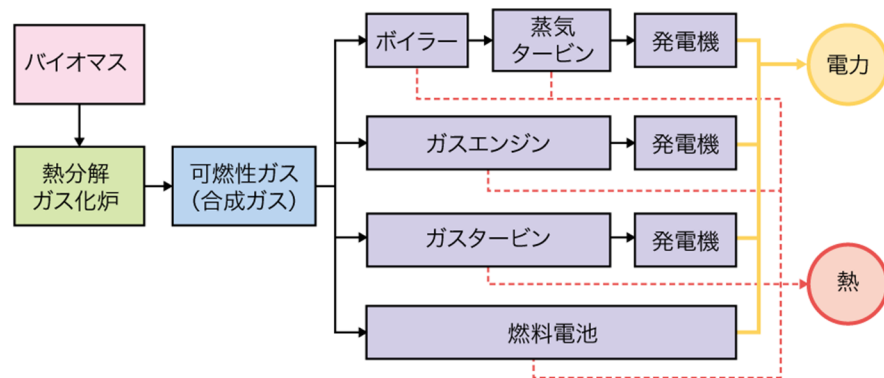 バイオマス
熱分解
ガス化炉
可燃性ガス
（合成ガス）
ボイラー
蒸気
タービン
発電機
ガスエンジン
発電機
ガスタービン
発電機
燃料電池
電力
熱